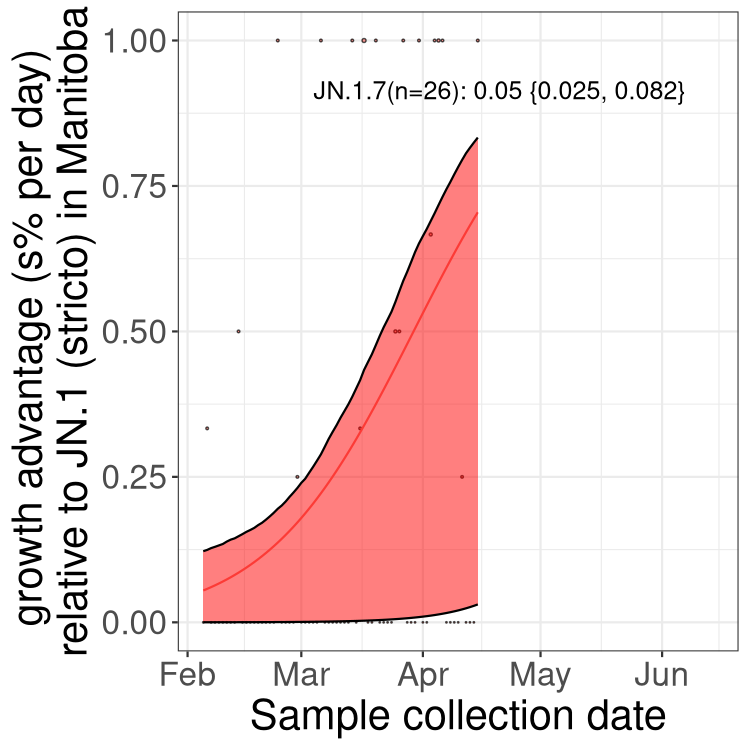 growth advantage (s% per day)
relative to JN.1 (stricto) in Manitoba
1.00
0.75
0.50
0.25
0.00
JN.1.7(n=26): 0.05 {0.025, 0.082}
Feb Mar Apr May Jun
Sample collection date